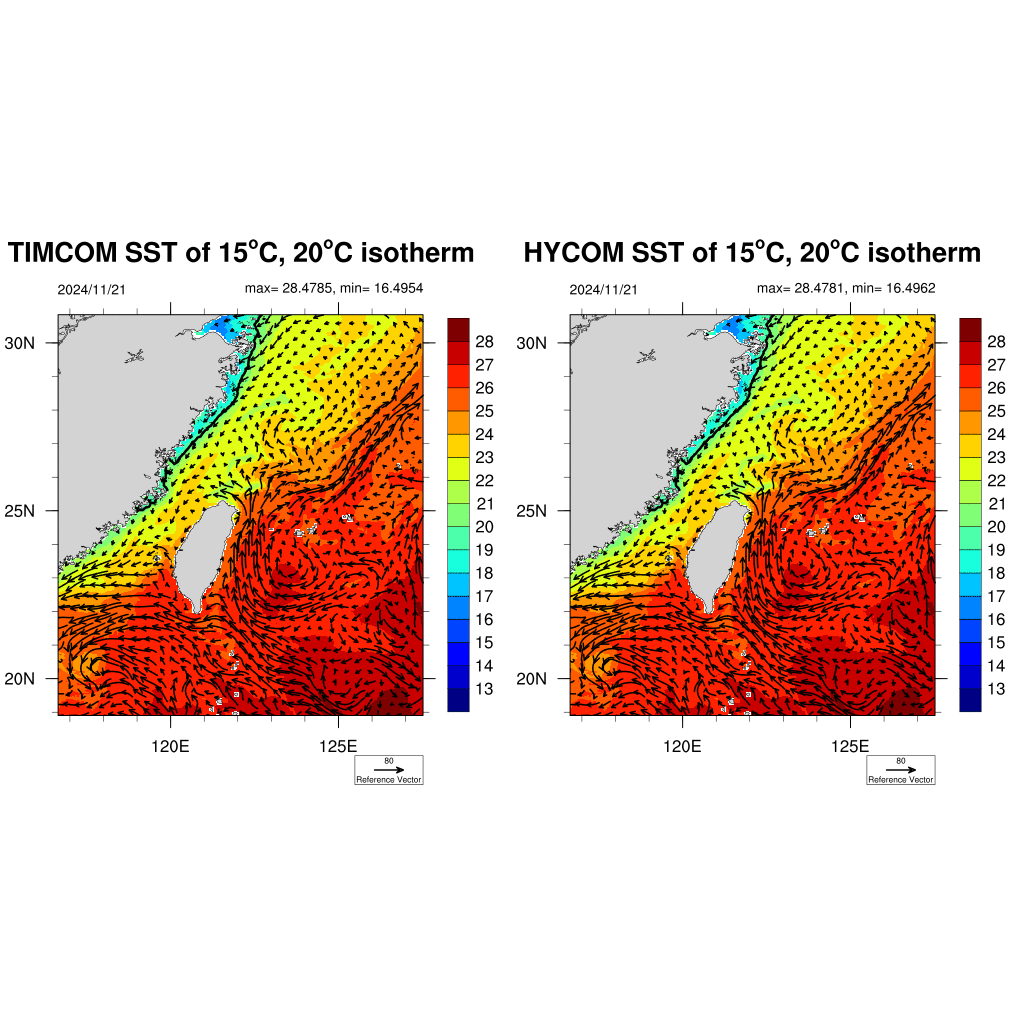 TIMCOM SST of 15°C, 20°C isotherm
2024/11/21
max= 28.4785, min= 16.4954
30N
25N
20N
120E
125E
28
27
26
25
24
23
22
21
20
19
18
17
16
15
14
13
80
Reference Vector
HYCOM SST of 15°C, 20°C isotherm
2024/11/21
max= 28.4781, min= 16.4962
30N
25N
20N
120E
125E
28
27
26
25
24
23
22
21
20
19
18
17
16
15
14
13
80
Reference Vector